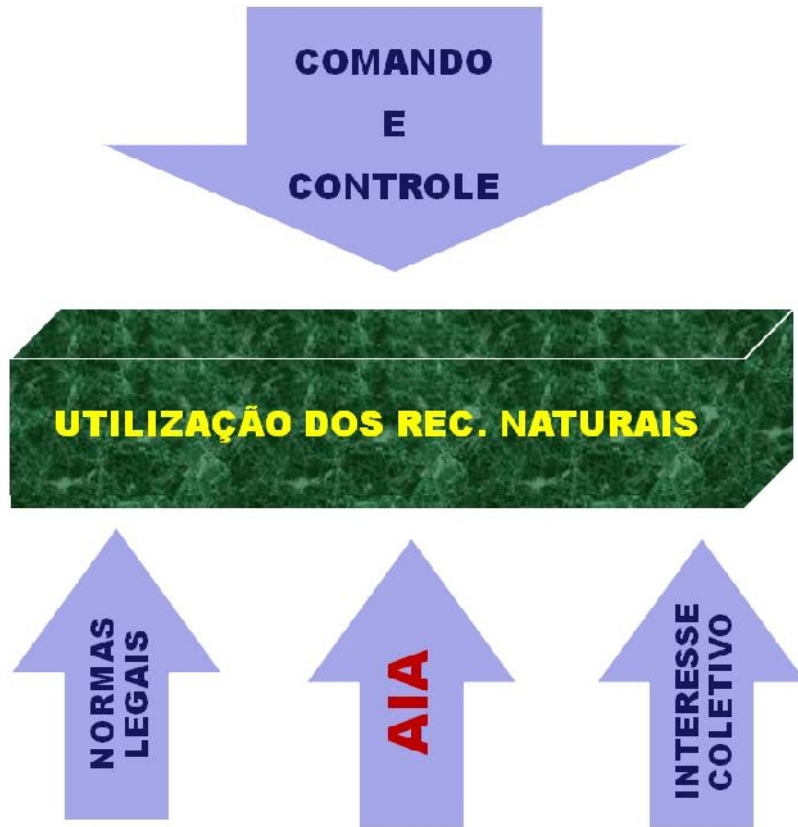 COMANDO
E
CONTROLE
UTILIZAÇÃO DOS REC. NATURAIS
NORMAS
LEGAIS
AIA
INTERESSE
COLETIVO